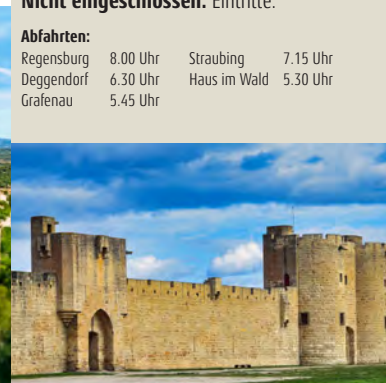 Nicht eingeschlossen: Eintritte.
Abfahrten:
Regensburg 8.00 Uhr Straubing 7.15 Uhr
Deggendorf 6.30 Uhr Haus im Wald 5.30 Uhr
Grafenau 5.45 Uhr